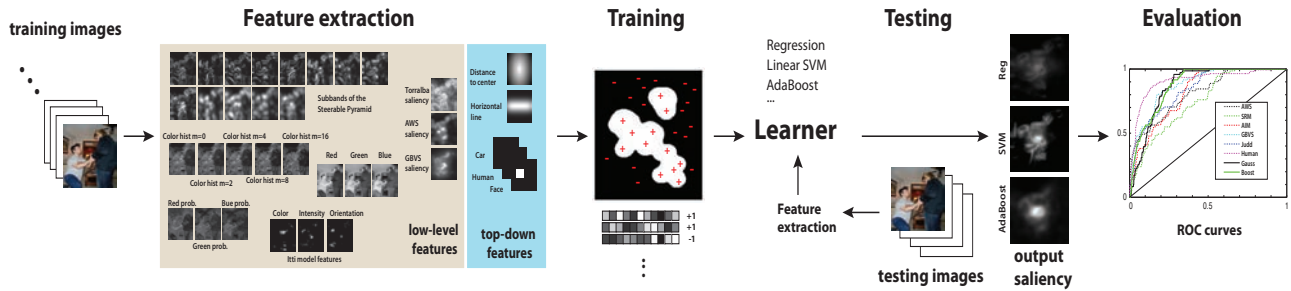 training images
Feature extraction
Subbands of the
Steerable Pyramid
Color hist m=0
Color hist m=4
Color hist m=16
Color hist m=2
Color hist m=8
Red
Green
Blue
Red prob.
Bue prob.
Green prob.
Color
Intensity
Orientation
Itti model features
Torralba
saliency
AWS
saliency
GBVS
saliency
low-level
features
Distance
to center
Horizontal
line
Car
Human
Face
top-down
features
Training
+1
+1
-1
Regression
Linear SVM
AdaBoost
...
Learner
Feature
extraction
Testing
testing images
Reg
SVM
AdaBoost
output
saliency
Evaluation
1
0.5
0
0
0.5
1
AWS
SRM
AIM
GBVS
Judd
Human
Gauss
Boost
ROC curves